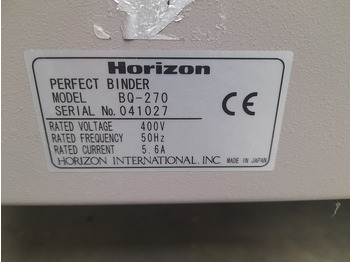 Horizon
PERFECT BINDER
MODEL BQ-270
SERIAL No. 041027
RATED VOLTAGE 400V
RATED FREQUENCY 50Hz
RATED CURRENT 5.6A
HORIZON INTERNATIONAL, INC. MADE IN JAPAN
CE